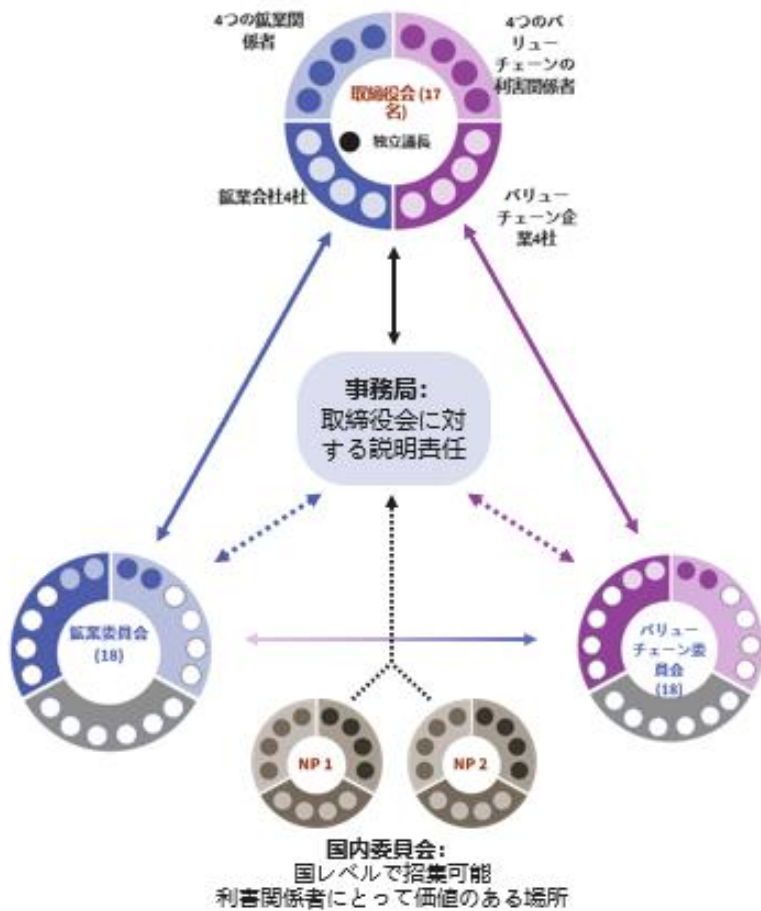 4つの鉱業関
係者
4つのバ
リュー
チェーンの
利害関係者
取締役会 (17
名)
独立議長
鉱業会社4社
バリュー
チェーン企
業4社
事務局：
取締役会に対
する説明責任
鉱業委員会
(18)
バリュー
チェーン委
員会
(18)
NP 1
NP 2
国内委員会：
国レベルで招集可能
利害関係者にとって価値のある場所